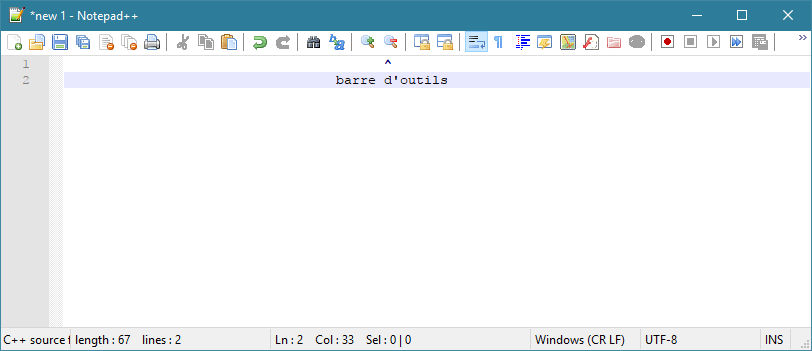 *new 1 - Notepad++
1 ^
2 barre d'outils
C++ source f length : 67 lines : 2 Ln : 2 Col : 33 Sel : 0 | 0 Windows (CR LF) UTF-8 INS